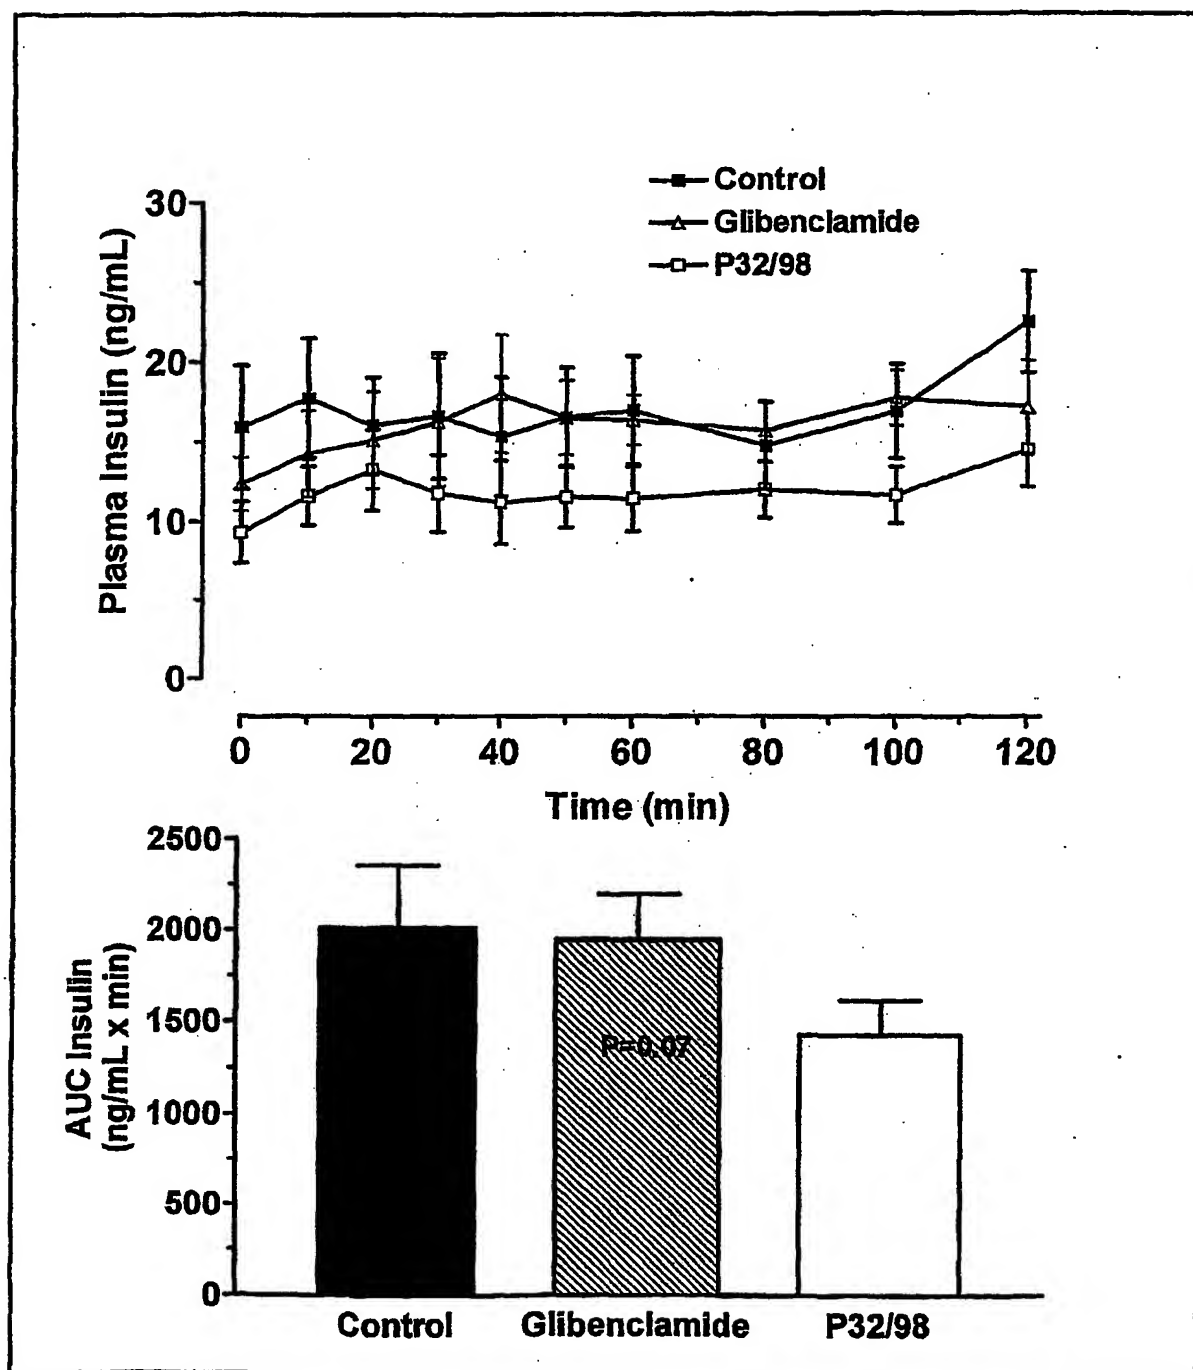 Control
Glibenclamide
P32/98
30
20
10
0
Plasma Insulin (ng/mL)
0 20 40 60 80 100 120
Time (min)
2500
2000
1500
1000
500
0
AUC Insulin
(ng/mL x min)
P=0.07
Control Glibenclamide P32/98